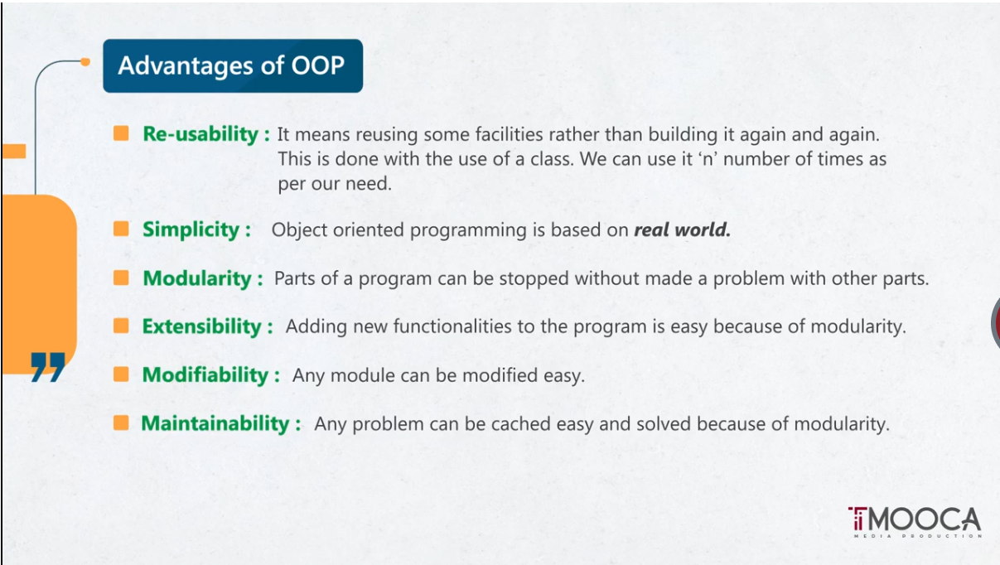 Advantages of OOP
Re-usability : It means reusing some facilities rather than building it again and again.
This is done with the use of a class. We can use it ‘n’ number of times as
per our need.
Simplicity : Object oriented programming is based on real world.
Modularity : Parts of a program can be stopped without made a problem with other parts.
Extensibility : Adding new functionalities to the program is easy because of modularity.
Modifiability : Any module can be modified easy.
Maintainability : Any problem can be cached easy and solved because of modularity.
”
TiMOOCA
MEDIA PRODUCTION